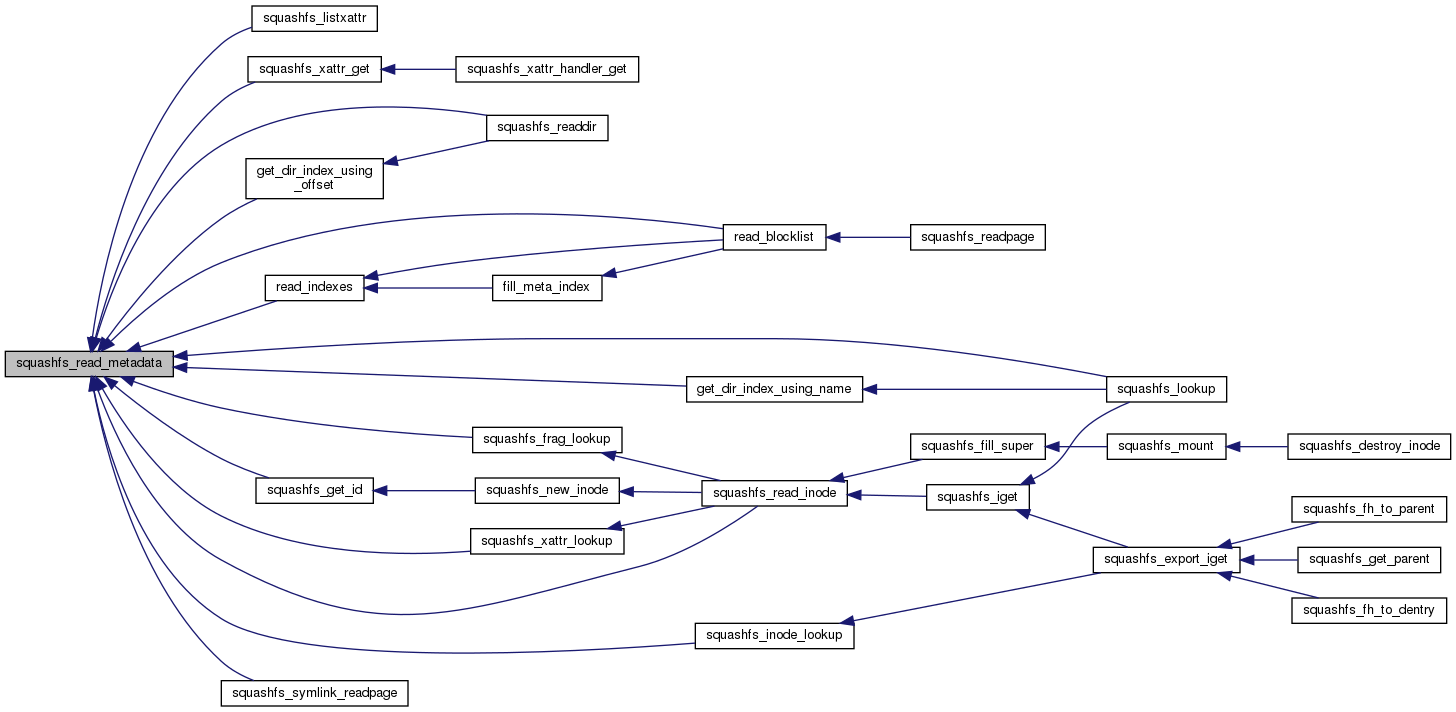 squashfs_listxattr
squashfs_xattr_get
squashfs_xattr_handler_get
squashfs_readdir
get_dir_index_using
_offset
read_blocklist
squashfs_readpage
read_indexes
fill_meta_index
squashfs_read_metadata
get_dir_index_using_name
squashfs_lookup
squashfs_frag_lookup
squashfs_fill_super
squashfs_mount
squashfs_destroy_inode
squashfs_get_id
squashfs_new_inode
squashfs_read_inode
squashfs_iget
squashfs_fh_to_parent
squashfs_xattr_lookup
squashfs_export_iget
squashfs_get_parent
squashfs_fh_to_dentry
squashfs_inode_lookup
squashfs_symlink_readpage